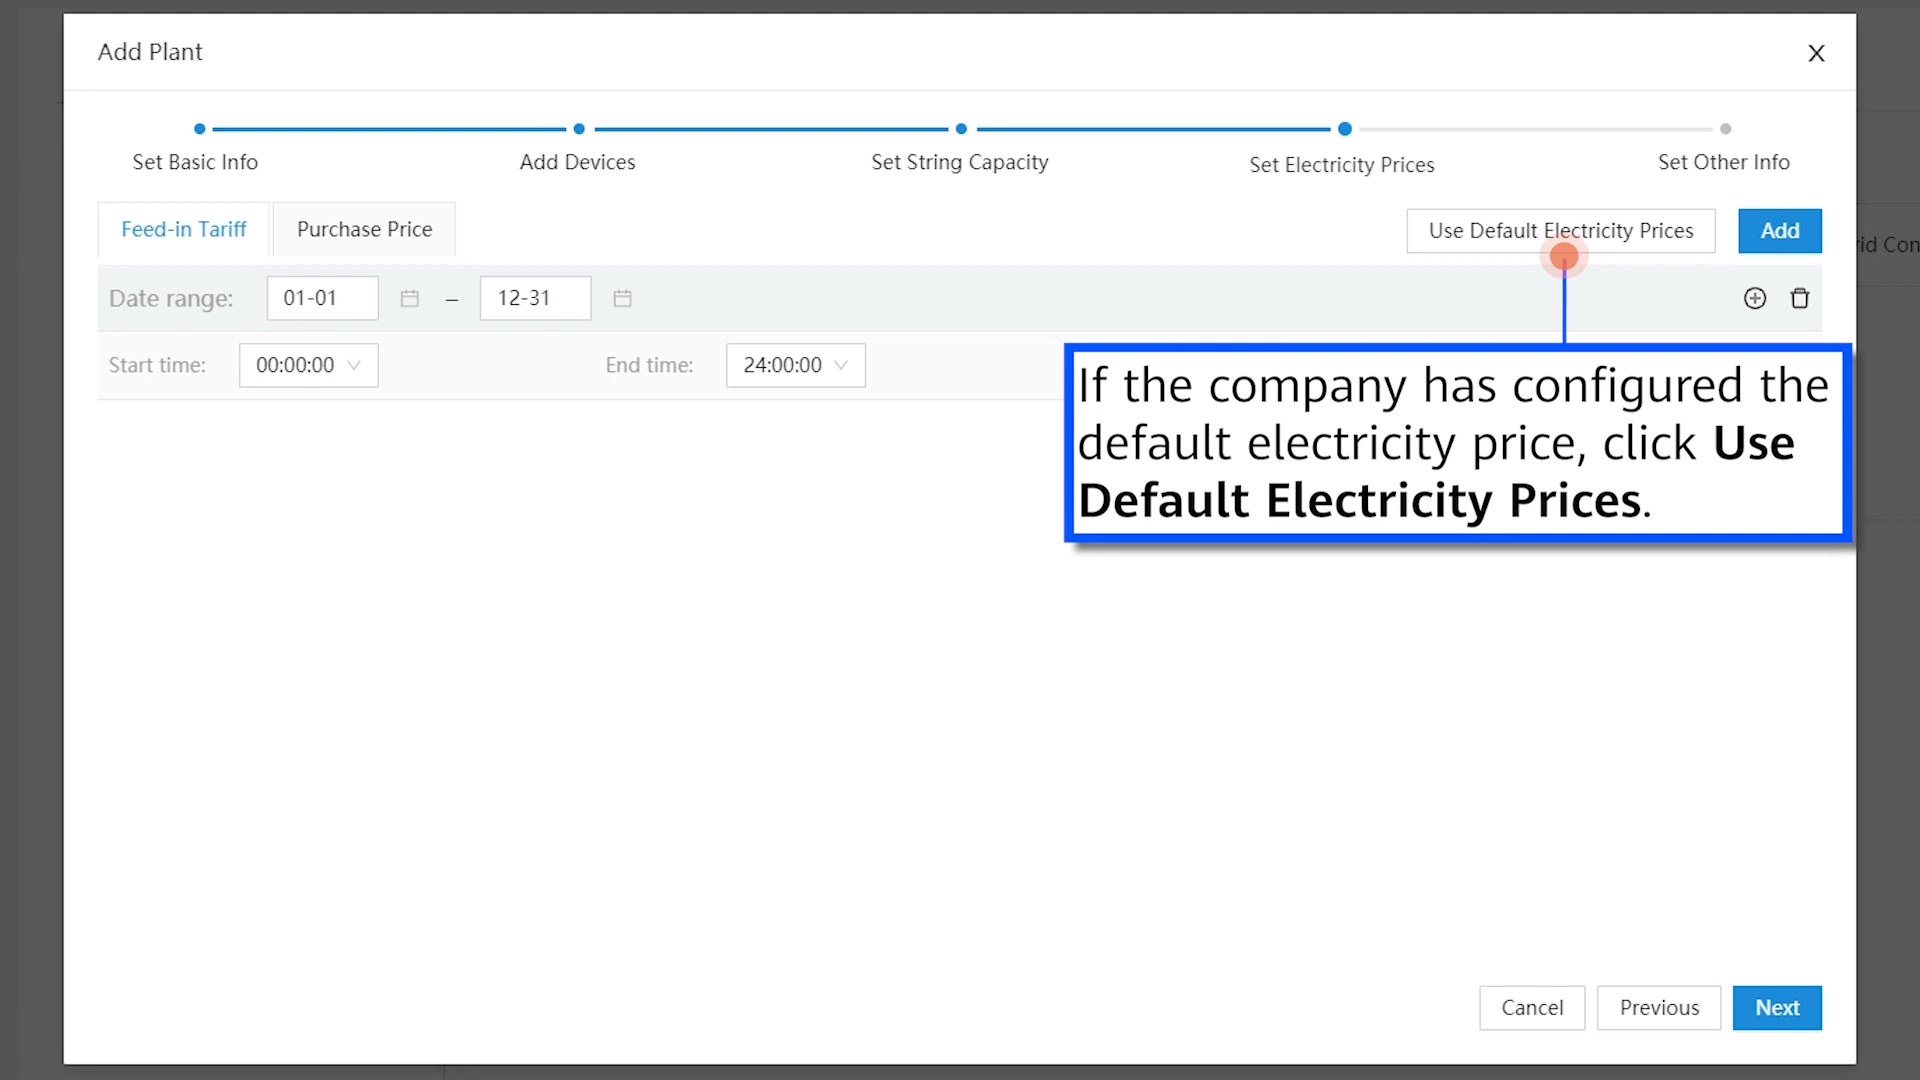 Add Plant
X
Set Basic Info
Add Devices
Set String Capacity
Set Electricity Prices
Set Other Info
Feed-in Tariff
Purchase Price
Use Default Electricity Prices
Add
Date range:
01-01
–
12-31
Start time:
00:00:00
End time:
24:00:00
If the company has configured the
default electricity price, click Use
Default Electricity Prices.
Cancel
Previous
Next